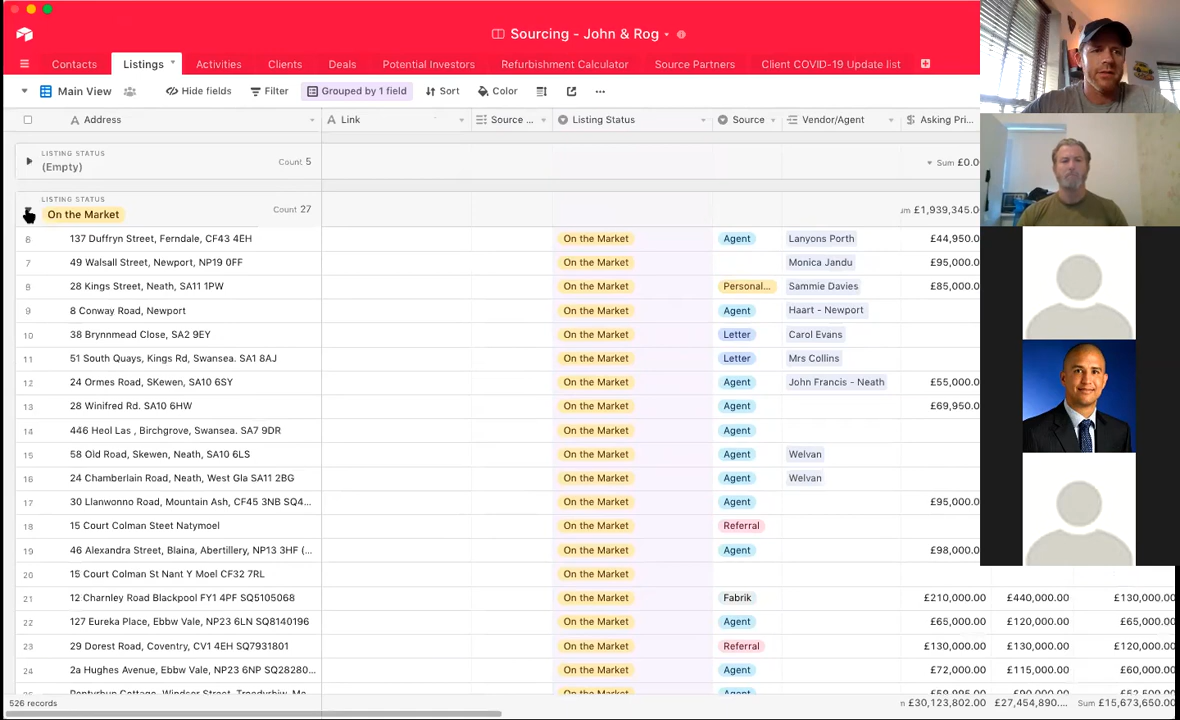 Sourcing - John & Rog
Contacts Listings Activities Clients Deals Potential Investors Refurbishment Calculator Source Partners Client COVID-19 Update list
Main View Hide fields Filter Grouped by 1 field Sort Color
Address Link Source ... Listing Status Source Vendor/Agent Asking Pri...
LISTING STATUS
(Empty) Count 5 Sum £0.0
LISTING STATUS
On the Market Count 27 £1,939,345.
6 137 Duffryn Street, Ferndale, CF43 4EH On the Market Agent Lanyons Porth £44,950.0
7 49 Walsall Street, Newport, NP19 0FF On the Market Monica Jandu £95,000.0
8 28 Kings Street, Neath, SA11 1PW On the Market Personal... Sammie Davies £85,000.0
9 8 Conway Road, Newport On the Market Agent Haart - Newport
10 38 Brynnmead Close, SA2 9EY On the Market Letter Carol Evans
11 51 South Quays, Kings Rd, Swansea. SA1 8AJ On the Market Letter Mrs Collins
12 24 Ormes Road, SKewen, SA10 6SY On the Market Agent John Francis - Neath £55,000.0
13 28 Winifred Rd. SA10 6HW On the Market Agent £69,950.0
14 446 Heol Las , Birchgrove, Swansea. SA7 9DR On the Market Agent
15 58 Old Road, Skewen, Neath, SA10 6LS On the Market Agent Welvan
16 24 Chamberlain Road, Neath, West Gla SA11 2BG On the Market Agent Welvan
17 30 Llanwonno Road, Mountain Ash, CF45 3NB SQ4... On the Market Agent £95,000.0
18 15 Court Colman Steet Natymoel On the Market Referral
19 46 Alexandra Street, Blaina, Abertillery, NP13 3HF (... On the Market Agent £98,000.0
20 15 Court Colman St Nant Y Moel CF32 7RL On the Market
21 12 Charnley Road Blackpool FY1 4PF SQ5105068 On the Market Fabrik £210,000.00 £440,000.00 £130,000.00
22 127 Eureka Place, Ebbw Vale, NP23 6LN SQ8140196 On the Market Agent £65,000.00 £120,000.00 £65,000.00
23 29 Dorest Road, Coventry, CV1 4EH SQ7931801 On the Market Referral £130,000.00 £130,000.00 £120,000.00
24 2a Hughes Avenue, Ebbw Vale, NP23 6NP SQ28280... On the Market Agent £72,000.00 £115,000.00 £60,000.00
On the Market Agent
526 records £30,123,802.00 £27,454,890.... Sum £15,673,650.00